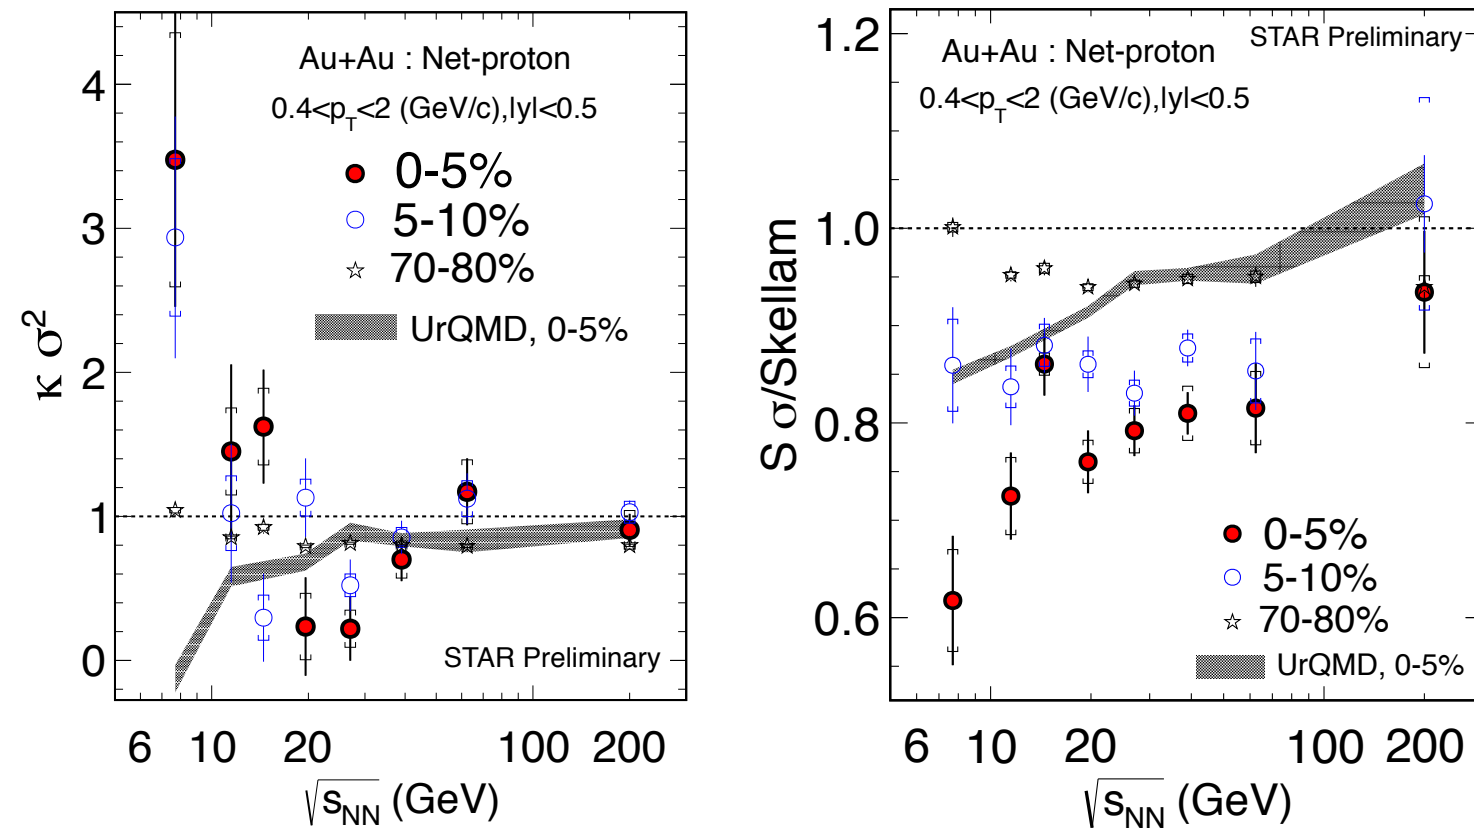 Au+Au : Net-proton
0.4<p_T<2 (GeV/c),|y|<0.5
0-5%
5-10%
70-80%
UrQMD, 0-5%
STAR Preliminary
4
3
2
1
0
κ σ²
6 10 20 100 200
√s_NN (GeV)
STAR Preliminary
Au+Au : Net-proton
0.4<p_T<2 (GeV/c),|y|<0.5
0-5%
5-10%
70-80%
UrQMD, 0-5%
1.2
1.0
0.8
0.6
S σ/Skellam
6 10 20 100 200
√s_NN (GeV)